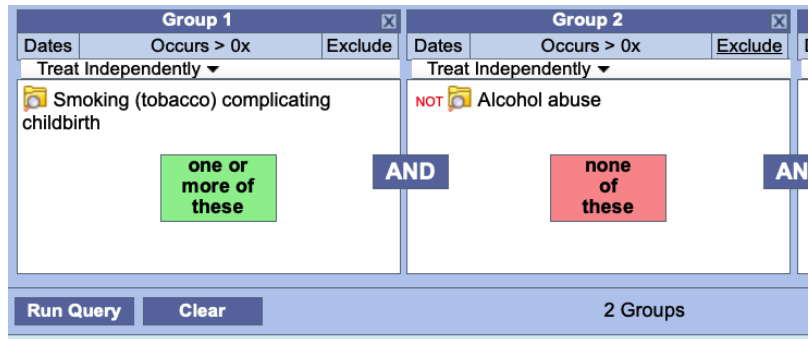 Group 1 X
Group 2 X
Dates Occurs > 0x Exclude
Dates Occurs > 0x Exclude
Treat Independently
Treat Independently
Smoking (tobacco) complicating
childbirth
NOT Alcohol abuse
one or
more of
these
AND
none
of
these
AN
Run Query Clear 2 Groups